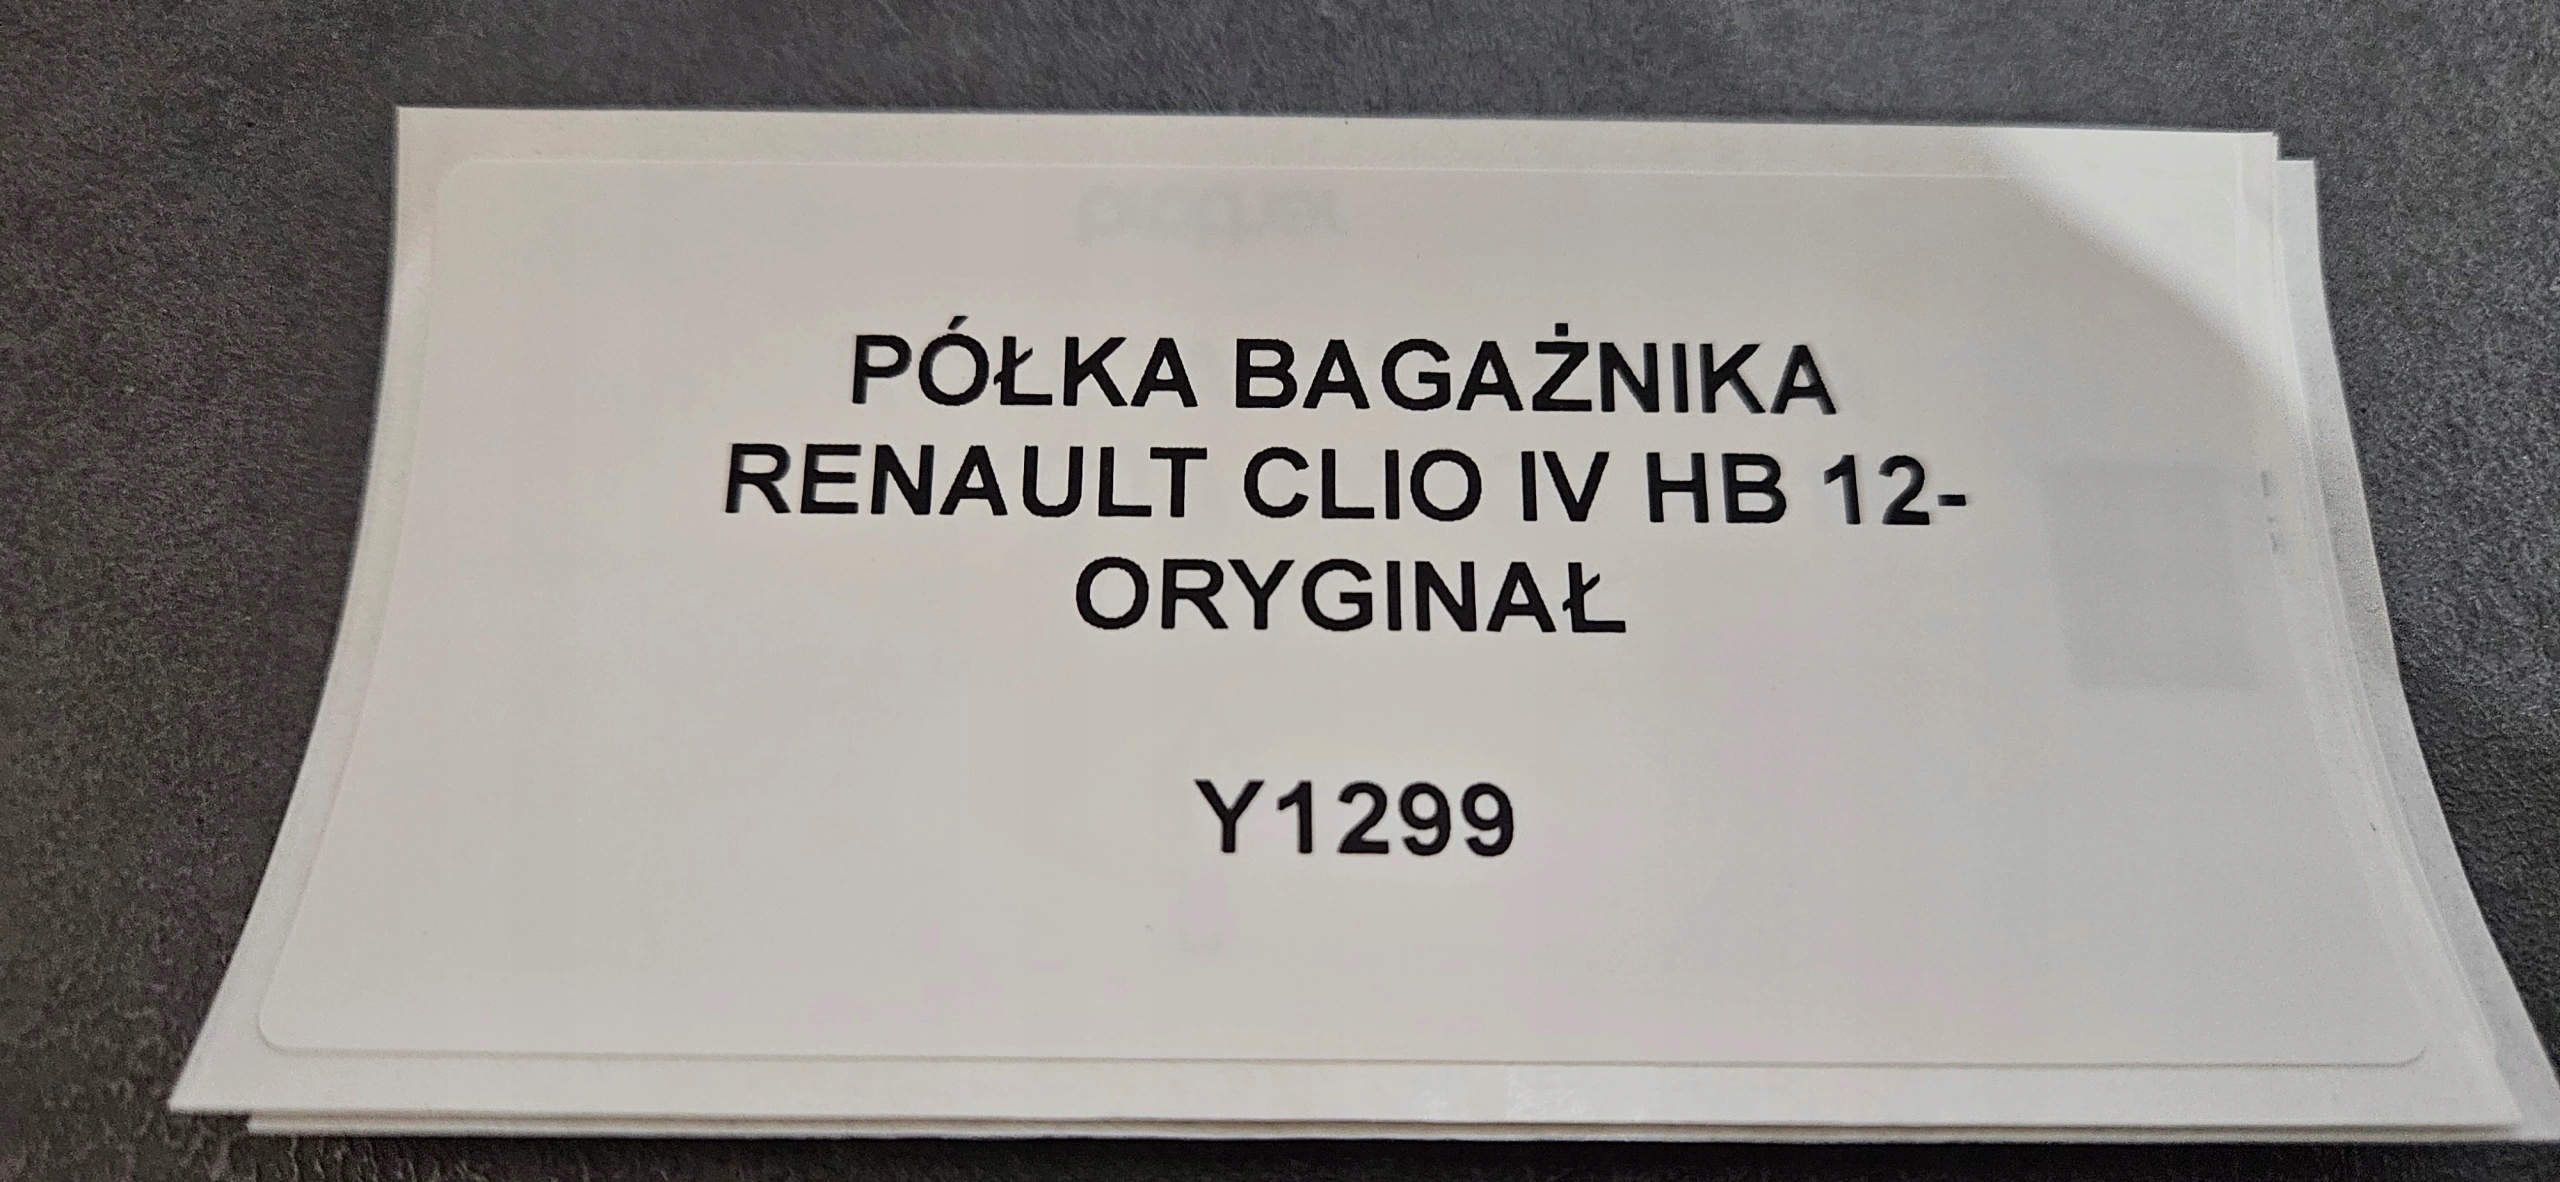 PÓŁKA BAGAŻNIKA
RENAULT CLIO IV HB 12-
ORYGINAŁ
Y1299